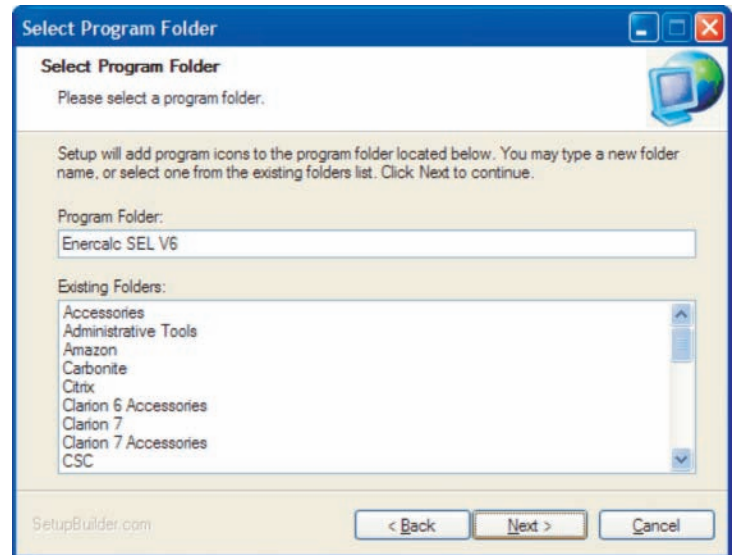 Select Program Folder
Select Program Folder
Please select a program folder.
Setup will add program icons to the program folder located below. You may type a new folder
name, or select one from the existing folders list. Click Next to continue.
Program Folder:
Enercalc SEL V6
Existing Folders:
Accessories
Administrative Tools
Amazon
Carbonite
Citrix
Clarion 6 Accessories
Clarion 7
Clarion 7 Accessories
CSC
SetupBuilder.com
< Back
Next >
Cancel